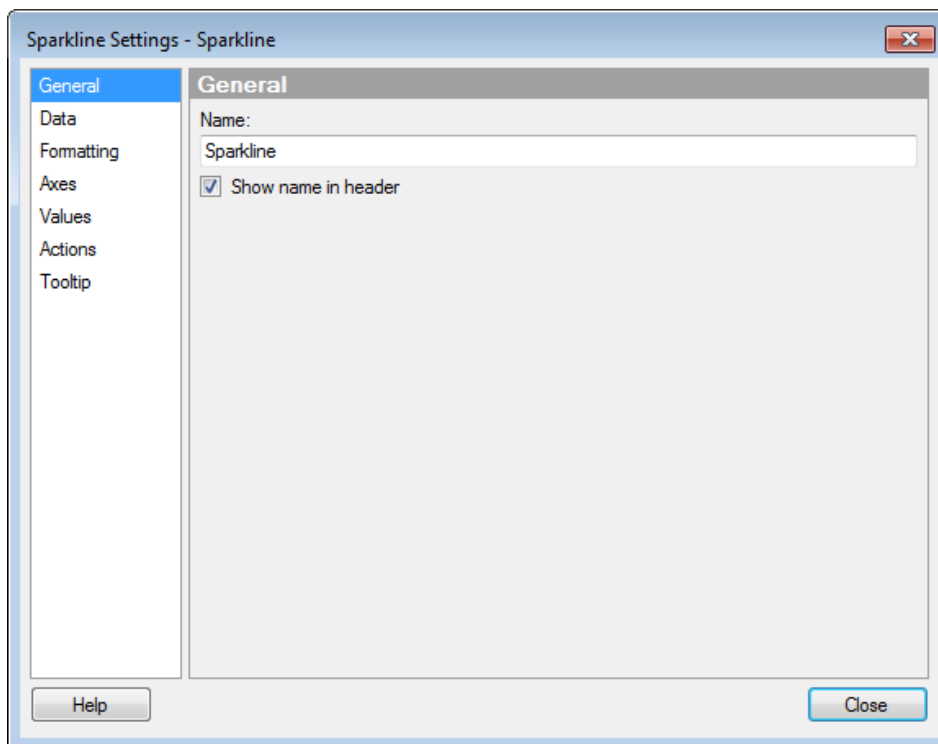 Sparkline Settings - Sparkline
General
Data
Formatting
Axes
Values
Actions
Tooltip
General
Name:
Sparkline
Show name in header
Help
Close